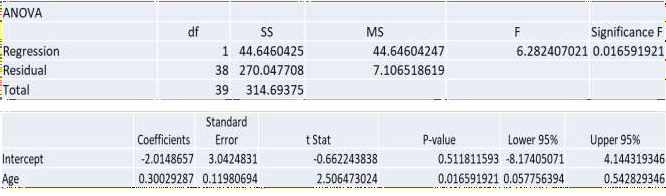 ANOVA
df SS MS F Significance F
Regression 1 44.6460425 44.64604247 6.282407021 0.016591921
Residual 38 270.047708 7.106518619
Total 39 314.69375
Standard
Coefficients Error t Stat P-value Lower 95% Upper 95%
Intercept -2.0148657 3.0424831 -0.662243838 0.511811593 -8.17405071 4.144319346
Age 0.30029287 0.11980694 2.506473024 0.016591921 0.057756394 0.542829346